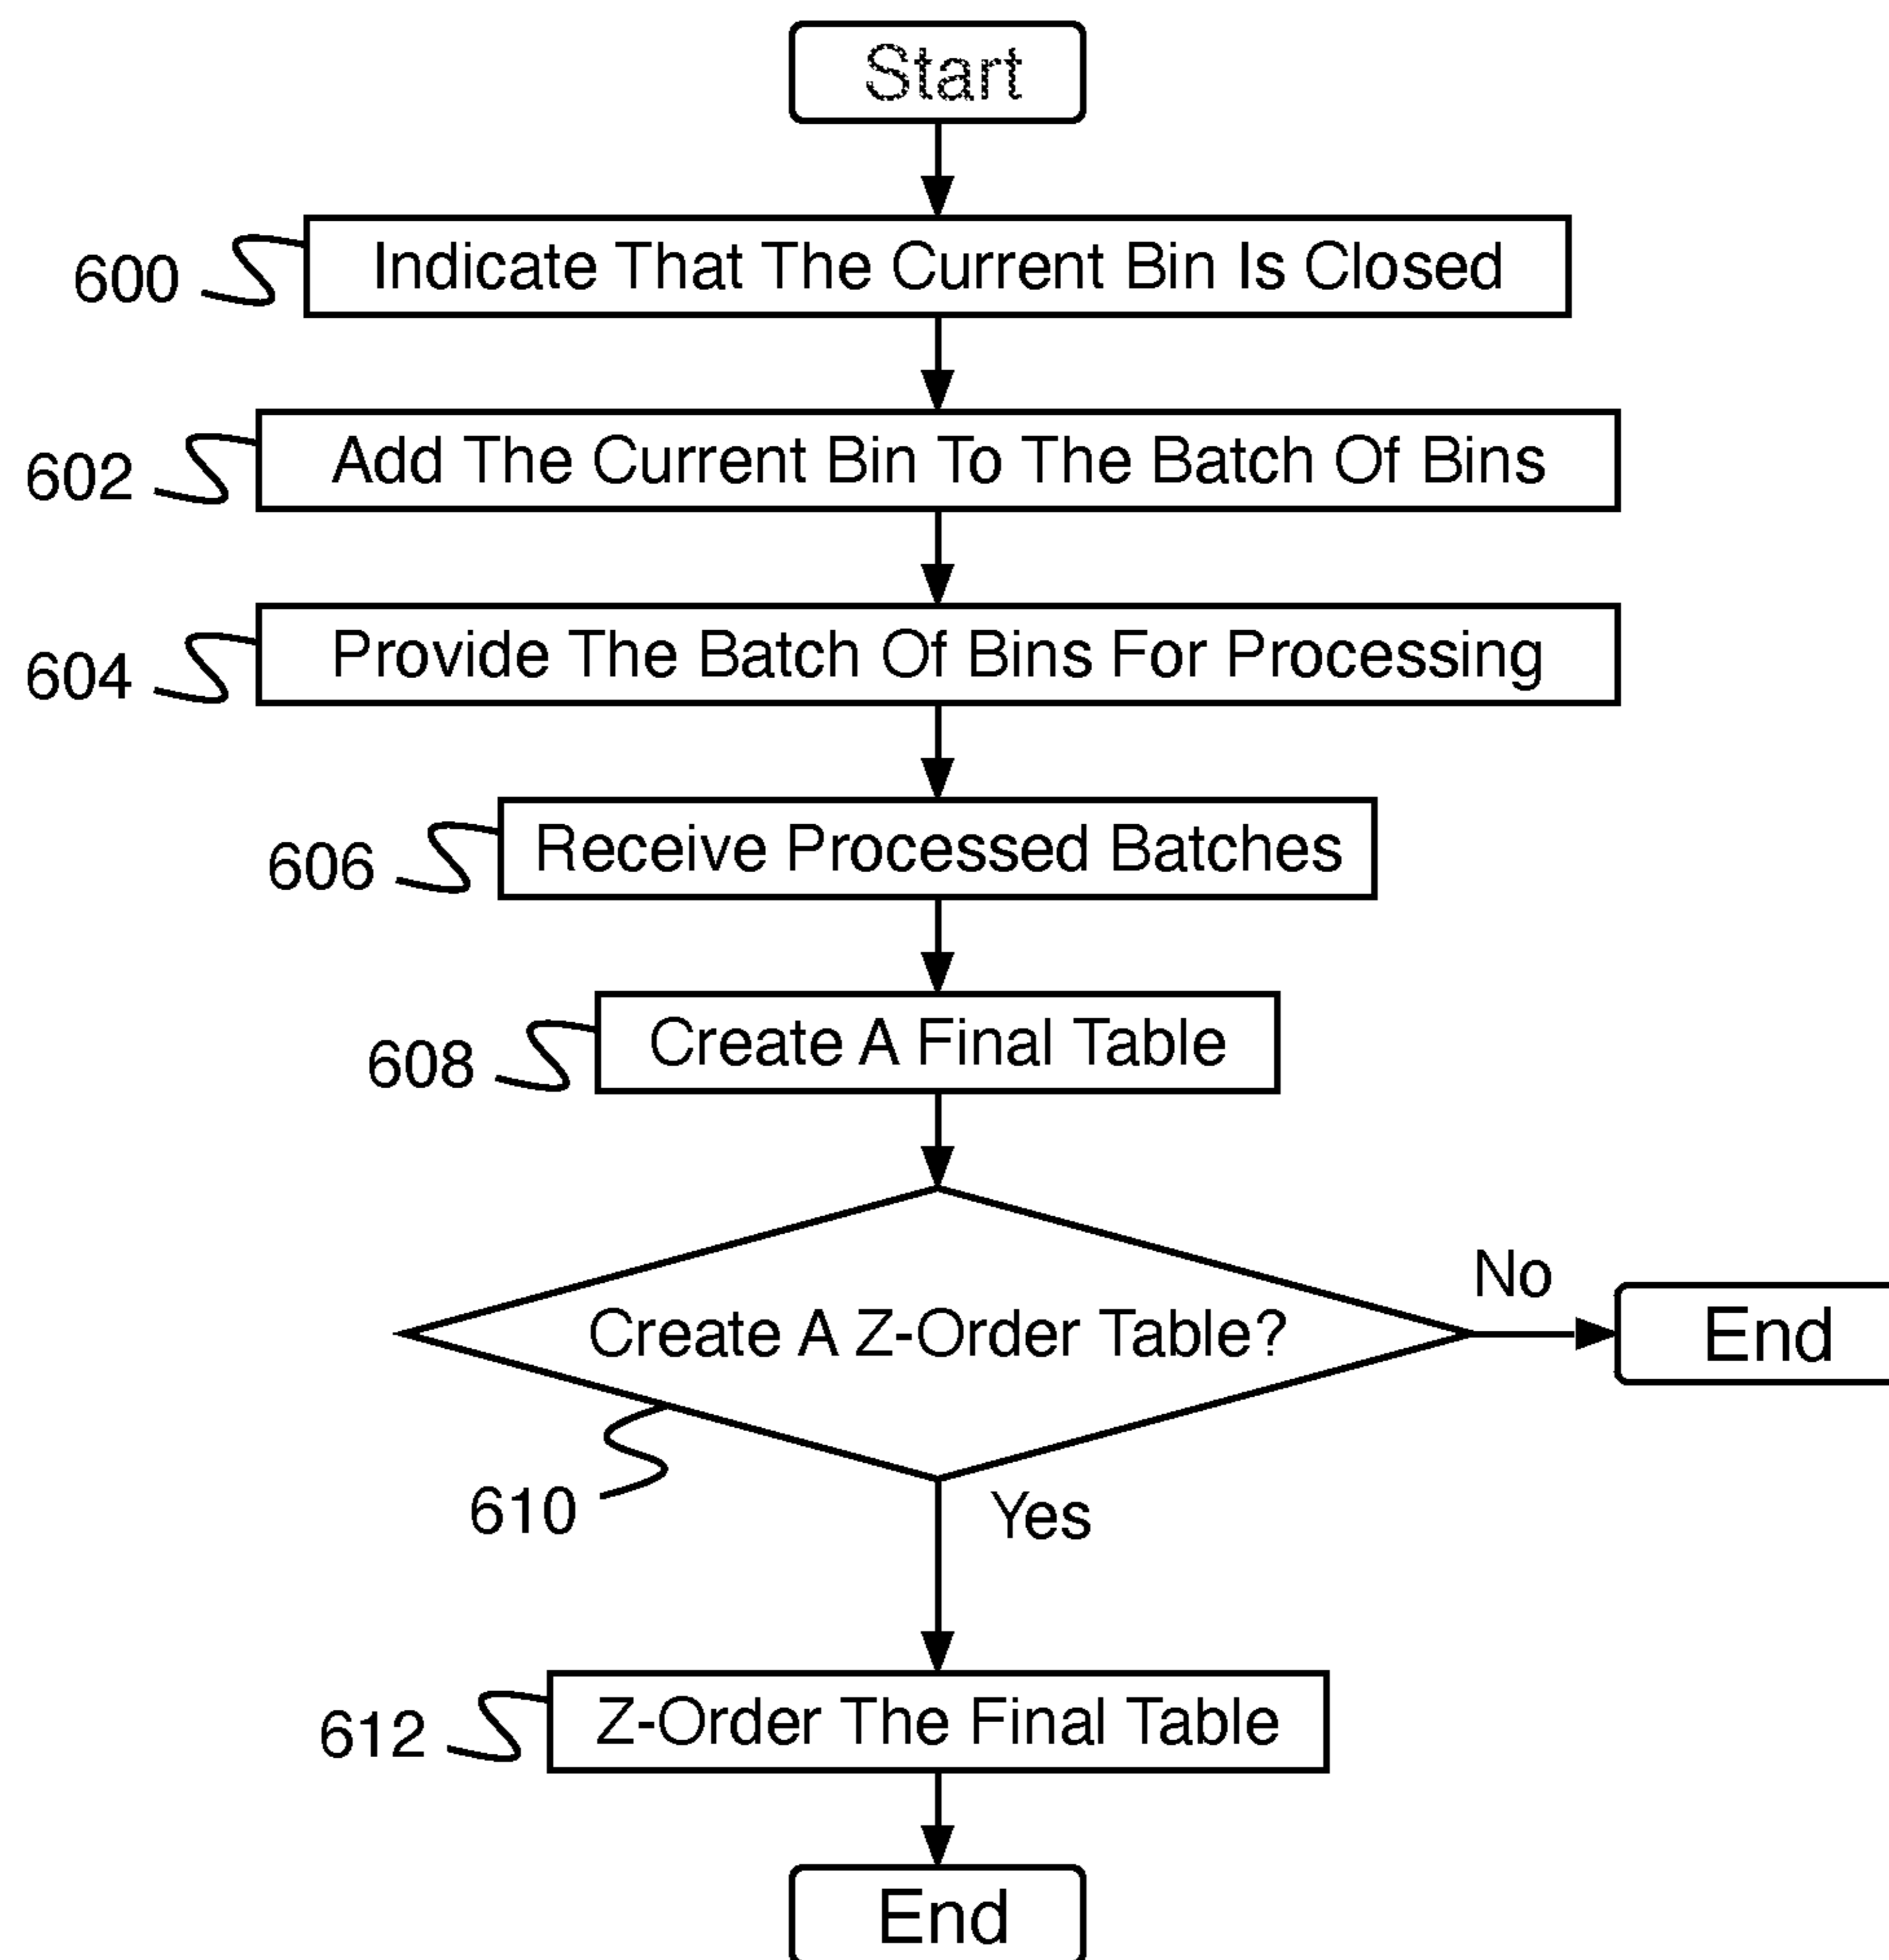 Start
600
Indicate That The Current Bin Is Closed
602
Add The Current Bin To The Batch Of Bins
604
Provide The Batch Of Bins For Processing
606
Receive Processed Batches
608
Create A Final Table
Create A Z-Order Table?
No
End
610
Yes
612
Z-Order The Final Table
End